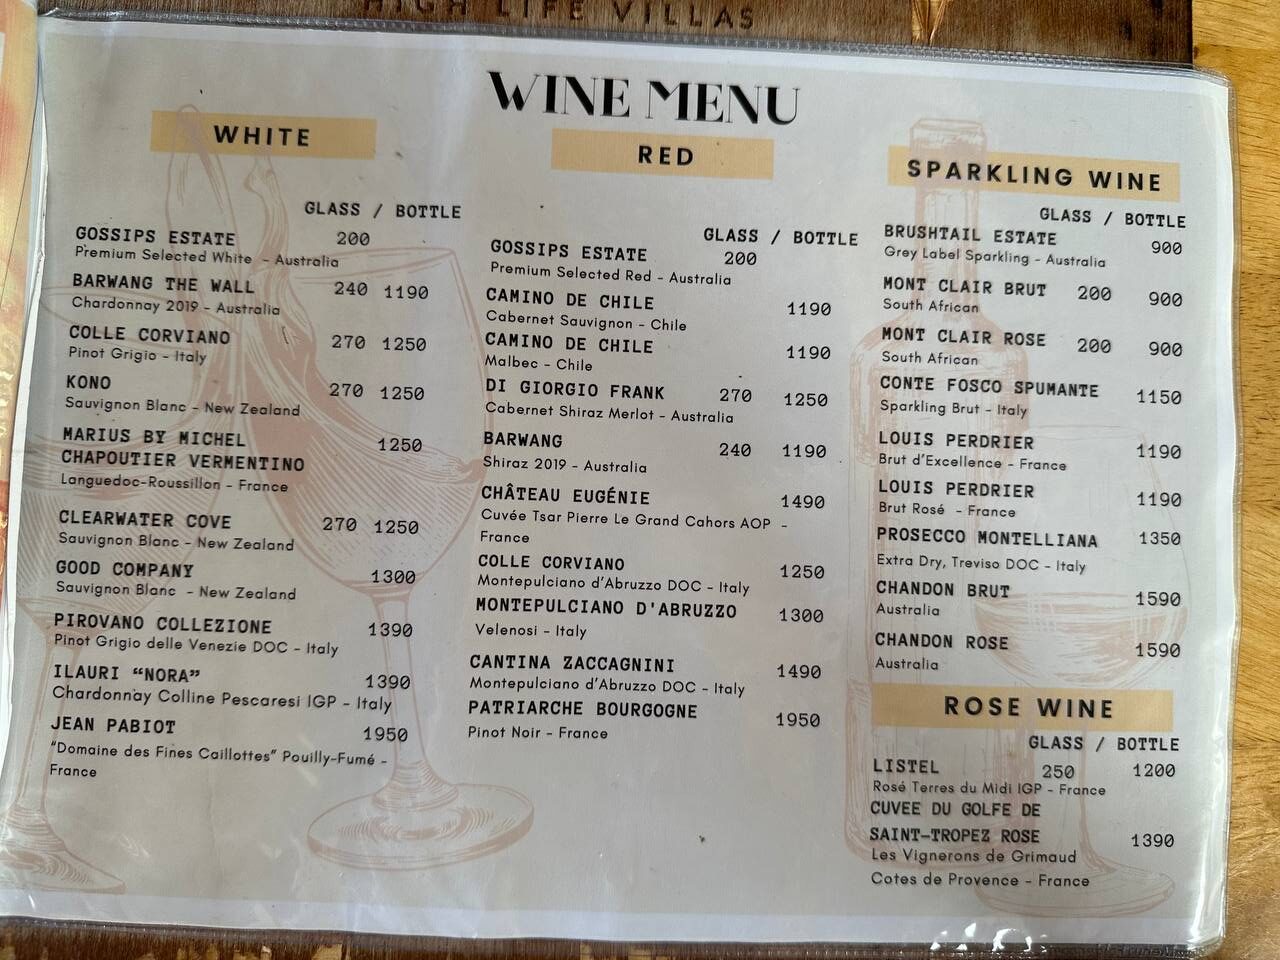 HIGH LIFE VILLAS
WINE MENU
WHITE
GLASS / BOTTLE
GOSSIPS ESTATE 200
Premium Selected White - Australia
BARWANG THE WALL 240 1190
Chardonnay 2019 - Australia
COLLE CORVIANO 270 1250
Pinot Grigio - Italy
KONO 270 1250
Sauvignon Blanc - New Zealand
MARIUS BY MICHEL 1250
CHAPOUTIER VERMENTINO
Languedoc-Roussillon - France
CLEARWATER COVE 270 1250
Sauvignon Blanc - New Zealand
GOOD COMPANY 1300
Sauvignon Blanc - New Zealand
PIROVANO COLLEZIONE 1390
Pinot Grigio delle Venezie DOC - Italy
ILAURI “NORA” 1390
Chardonnay Colline Pescaresi IGP - Italy
JEAN PABIOT 1950
“Domaine des Fines Caillottes” Pouilly-Fumé -
France
RED
GLASS / BOTTLE
GOSSIPS ESTATE 200
Premium Selected Red - Australia
CAMINO DE CHILE 1190
Cabernet Sauvignon - Chile
CAMINO DE CHILE 1190
Malbec - Chile
DI GIORGIO FRANK 270 1250
Cabernet Shiraz Merlot - Australia
BARWANG 240 1190
Shiraz 2019 - Australia
CHÂTEAU EUGÉNIE 1490
Cuvée Tsar Pierre Le Grand Cahors AOP -
France
COLLE CORVIANO 1250
Montepulciano d’Abruzzo DOC - Italy
MONTEPULCIANO D'ABRUZZO 1300
Velenosi - Italy
CANTINA ZACCAGNINI 1490
Montepulciano d’Abruzzo DOC - Italy
PATRIARCHE BOURGOGNE 1950
Pinot Noir - France
SPARKLING WINE
GLASS / BOTTLE
BRUSHTAIL ESTATE 900
Grey Label Sparkling - Australia
MONT CLAIR BRUT 200 900
South African
MONT CLAIR ROSE 200 900
South African
CONTE FOSCO SPUMANTE 1150
Sparkling Brut - Italy
LOUIS PERDRIER 1190
Brut d’Excellence - France
LOUIS PERDRIER 1190
Brut Rosé - France
PROSECCO MONTELLIANA 1350
Extra Dry, Treviso DOC - Italy
CHANDON BRUT 1590
Australia
CHANDON ROSE 1590
Australia
ROSE WINE
GLASS / BOTTLE
LISTEL 250 1200
Rosé Terres du Midi IGP - France
CUVEE DU GOLFE DE
SAINT-TROPEZ ROSE 1390
Les Vignerons de Grimaud
Cotes de Provence - France